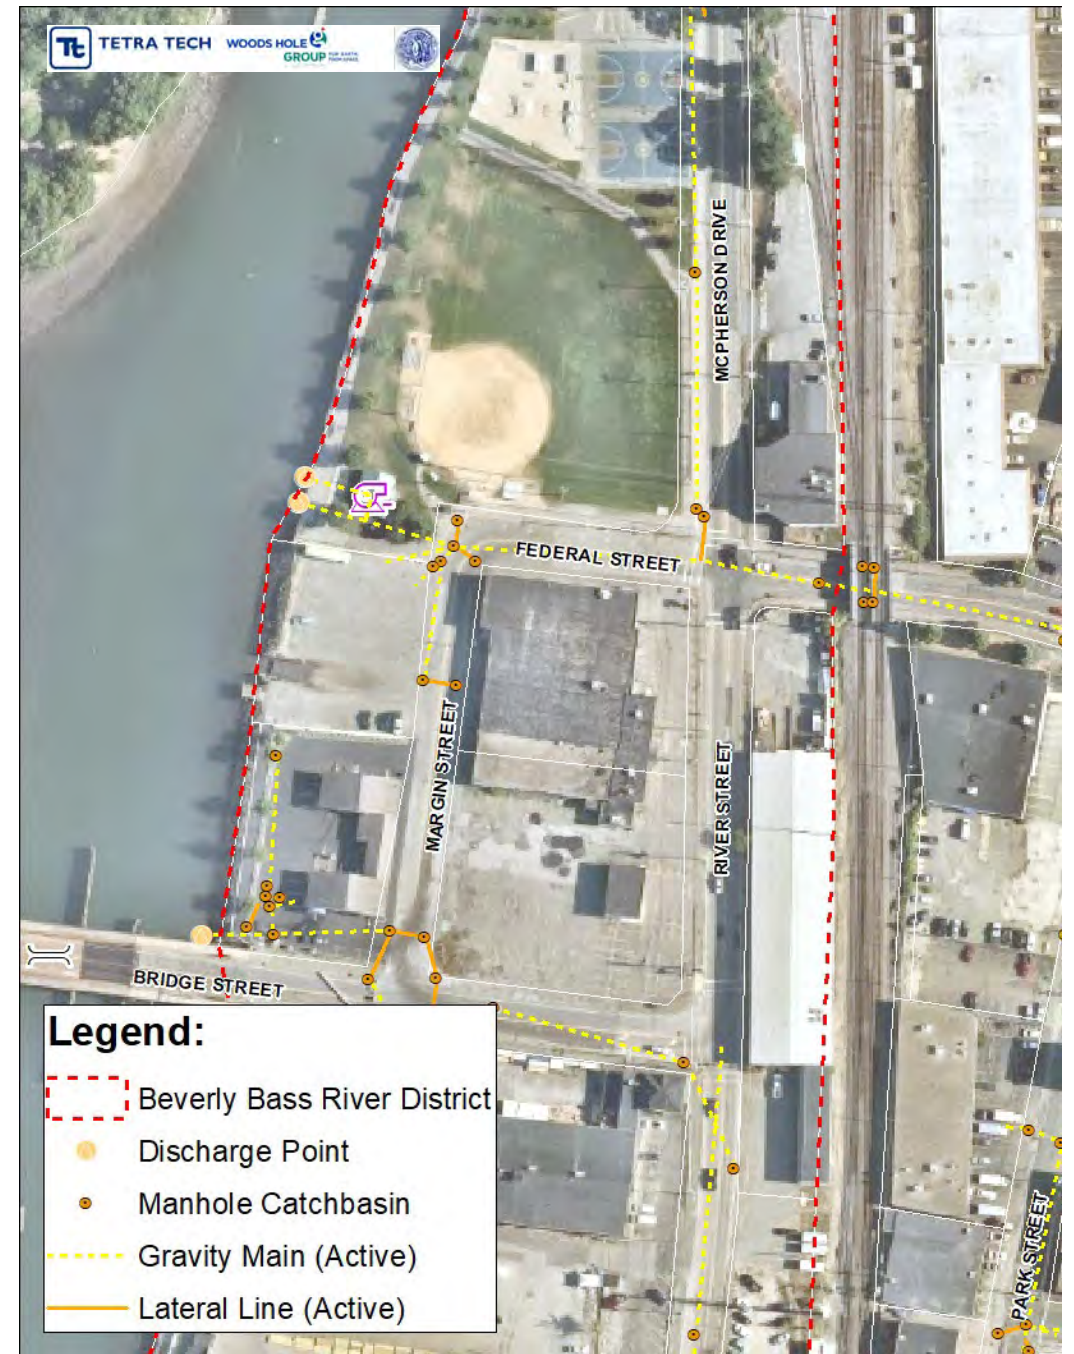 Tt TETRA TECH
WOODS HOLE
GROUP
MCPHERSON DRIVE
FEDERAL STREET
MARGIN STREET
RIVER STREET
BRIDGE STREET
PARK STREET
Legend:
Beverly Bass River District
Discharge Point
Manhole Catchbasin
Gravity Main (Active)
Lateral Line (Active)